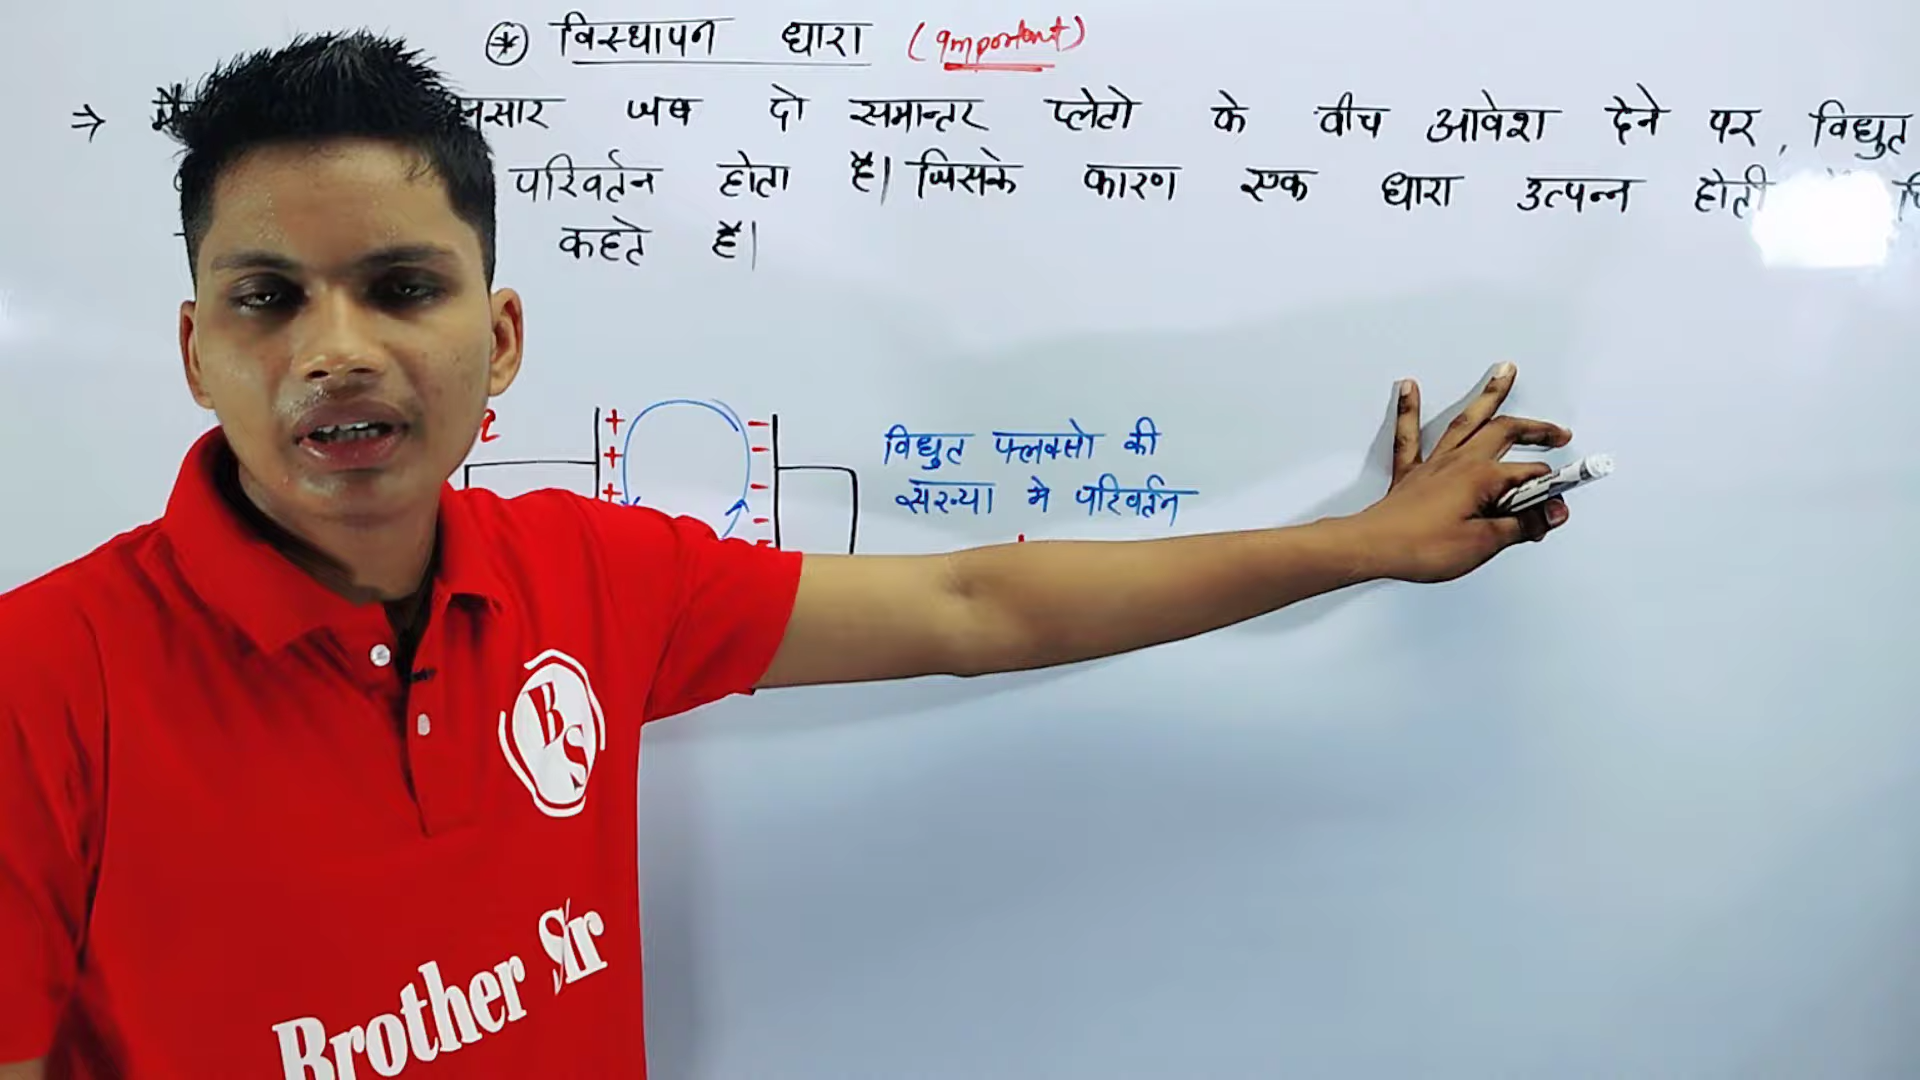 * विस्थापन धारा (Important)
⇒ नुसार जब दो समान्तर प्लेटो के बीच आवेश देने पर, विधुत
परिवर्तन होता है। जिसके कारण एक धारा उत्पन्न होती
कहते है।
+ + + - - - -
विधुत फ्लक्सो की
संख्या मे परिवर्तन
BS
Brother Sir